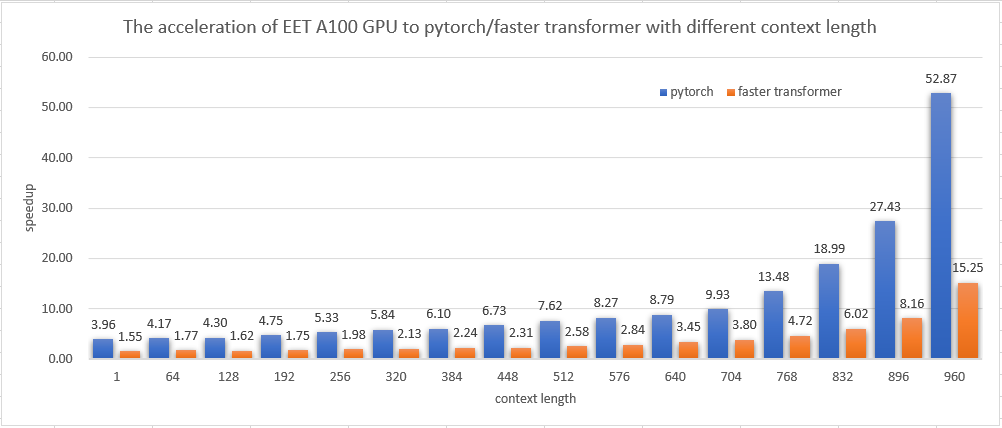 The acceleration of EET A100 GPU to pytorch/faster transformer with different context length
60.00
50.00
40.00
30.00
20.00
10.00
0.00
speedup
pytorch
faster transformer
3.96 1.55 4.17 1.77 4.30 1.62 4.75 1.75 5.33 1.98 5.84 2.13 6.10 2.24 6.73 2.31 7.62 2.58 8.27 2.84 8.79 3.45 9.93 3.80 13.48 4.72 18.99 6.02 27.43 8.16 52.87 15.25
1 64 128 192 256 320 384 448 512 576 640 704 768 832 896 960
context length